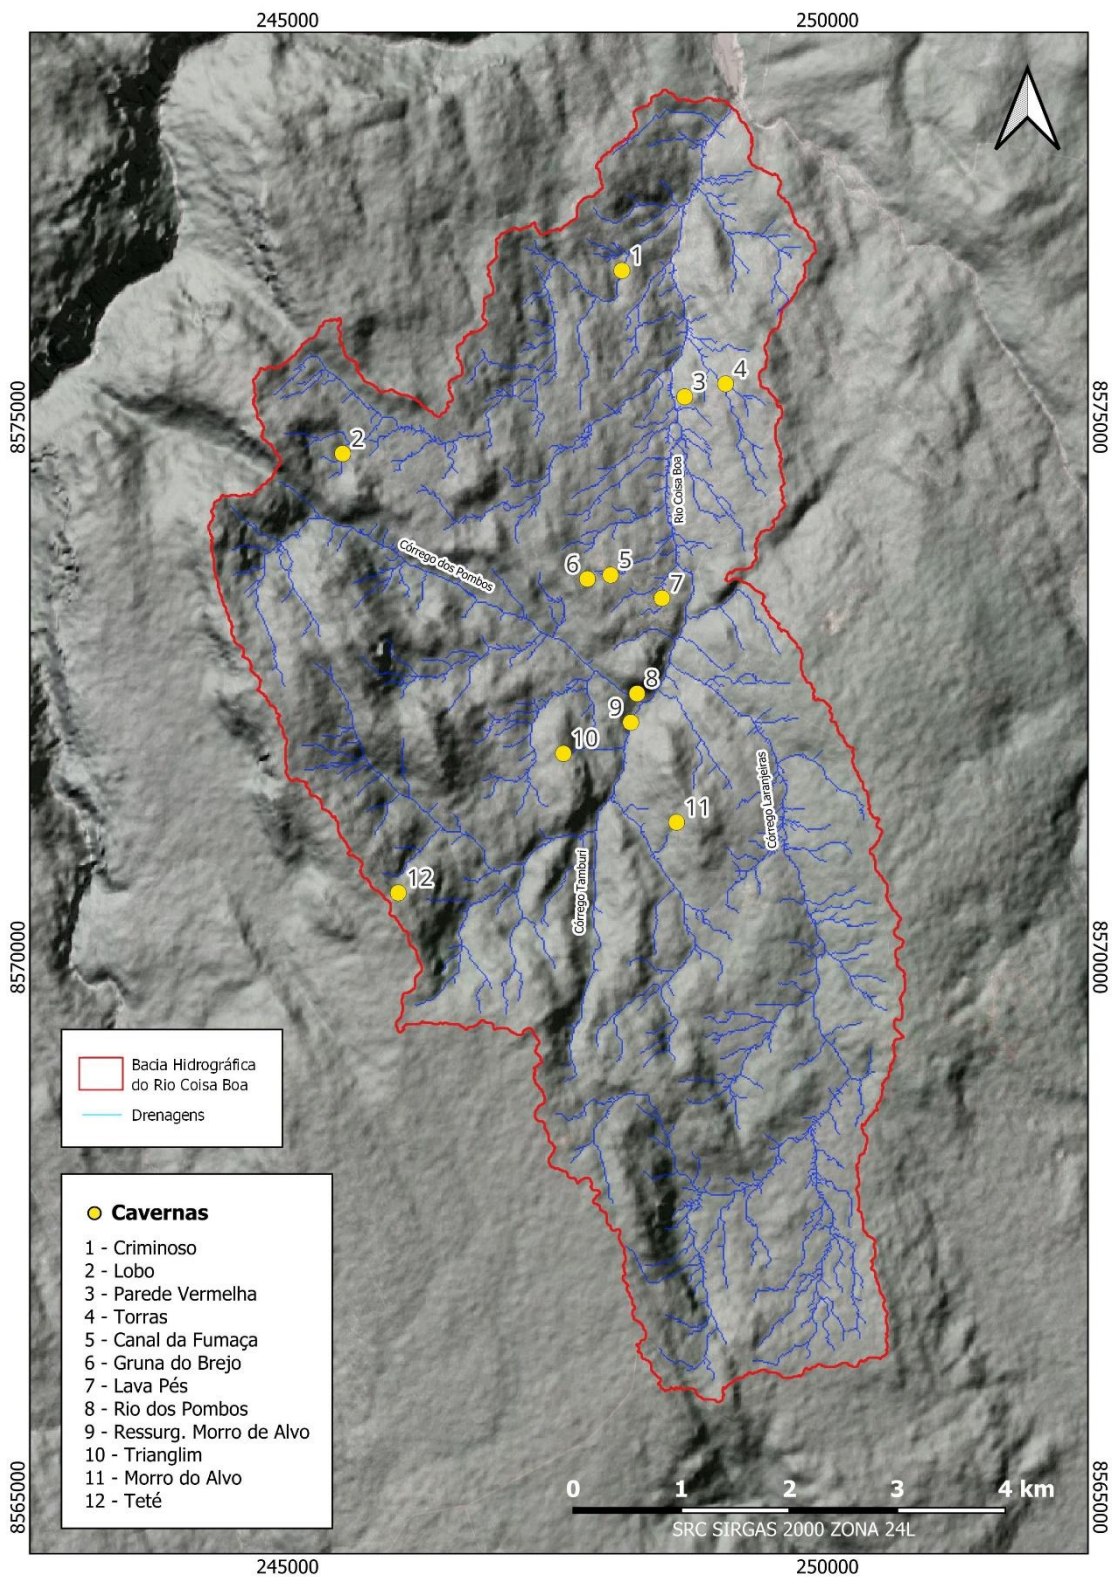 245000
250000
1
4
3
8575000
8575000
2
Rio Coisa Boa
Córrego dos Pombos
5
6
7
8
9
10
Córrego Laranjeiras
11
Córrego Tamburi
12
8570000
8570000
Bacia Hidrográfica
do Rio Coisa Boa
Drenagens
Cavernas
1 - Criminoso
2 - Lobo
3 - Parede Vermelha
4 - Torras
5 - Canal da Fumaça
6 - Gruna do Brejo
7 - Lava Pés
8 - Rio dos Pombos
9 - Ressurg. Morro de Alvo
10 - Trianglim
11 - Morro do Alvo
12 - Teté
8565000
8565000
0 1 2 3 4 km
SRC SIRGAS 2000 ZONA 24L
245000
250000